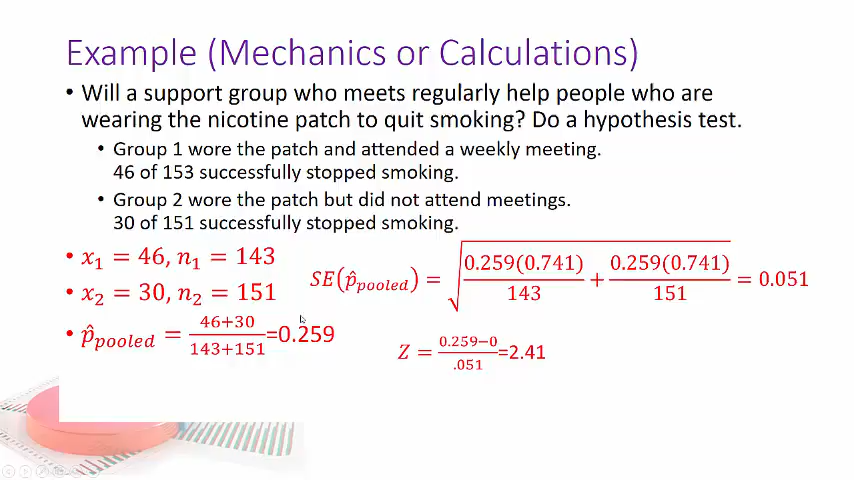 Example (Mechanics or Calculations)
• Will a support group who meets regularly help people who are
wearing the nicotine patch to quit smoking? Do a hypothesis test.
• Group 1 wore the patch and attended a weekly meeting.
46 of 153 successfully stopped smoking.
• Group 2 wore the patch but did not attend meetings.
30 of 151 successfully stopped smoking.
• x₁ = 46, n₁ = 143
• x₂ = 30, n₂ = 151
• p̂_pooled = (46+30)/(143+151) =0.259
SE(p̂_pooled) = √(0.259(0.741)/143 + 0.259(0.741)/151) = 0.051
Z = (0.259−0)/.051 =2.41